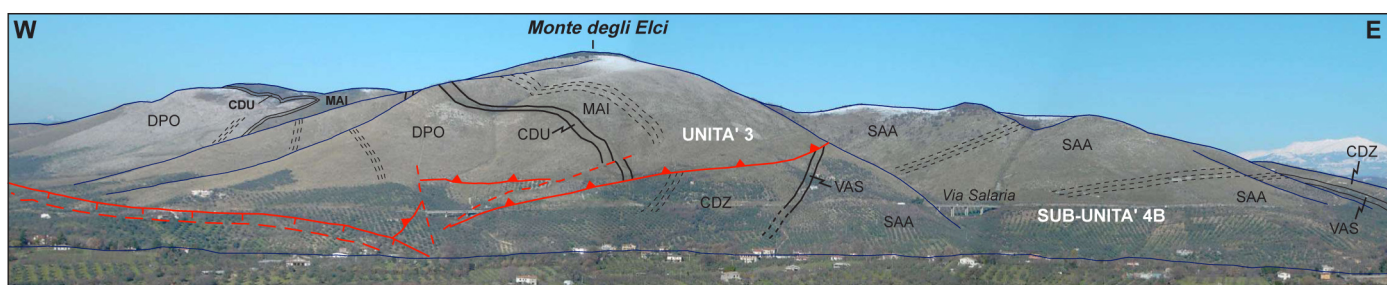 W
Monte degli Elci
E
CDU
MAI
DPO
DPO
CDU
MAI
UNITA' 3
SAA
SAA
CDZ
VAS
CDZ
SAA
Via Salaria
SUB-UNITA' 4B
SAA
VAS